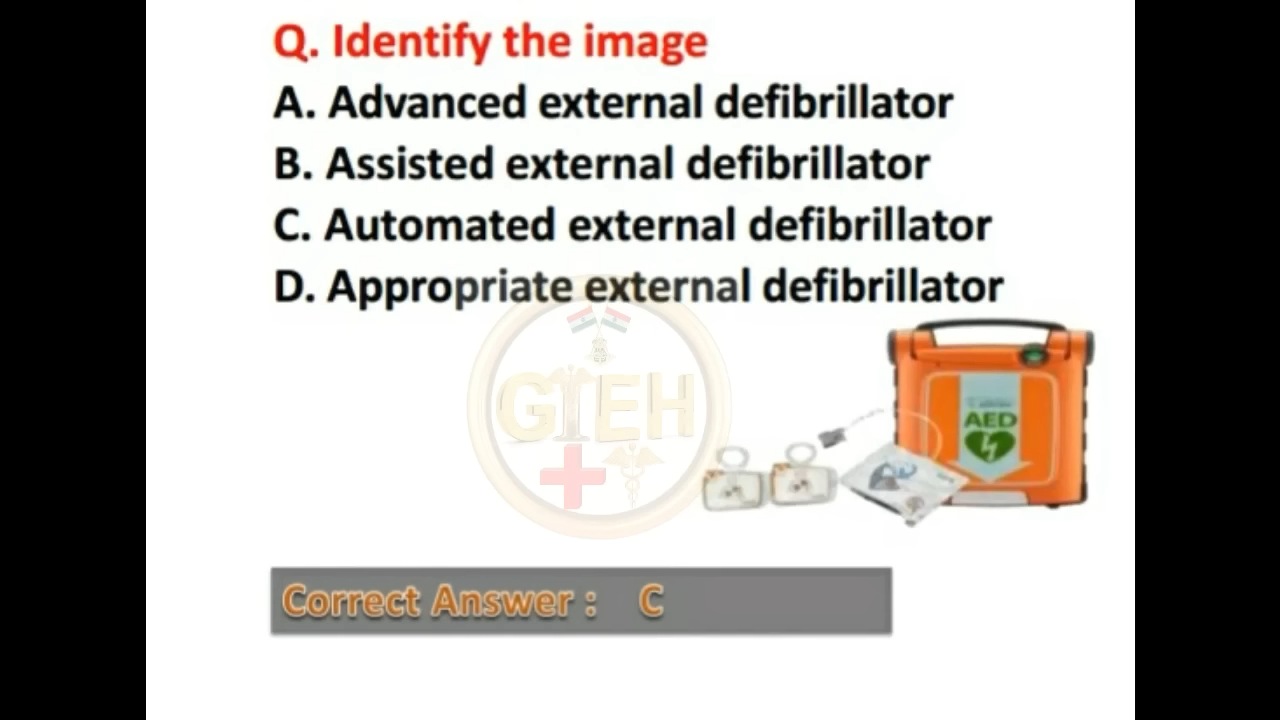 Q. Identify the image
A. Advanced external defibrillator
B. Assisted external defibrillator
C. Automated external defibrillator
D. Appropriate external defibrillator
GTEH
AED
Correct Answer : C